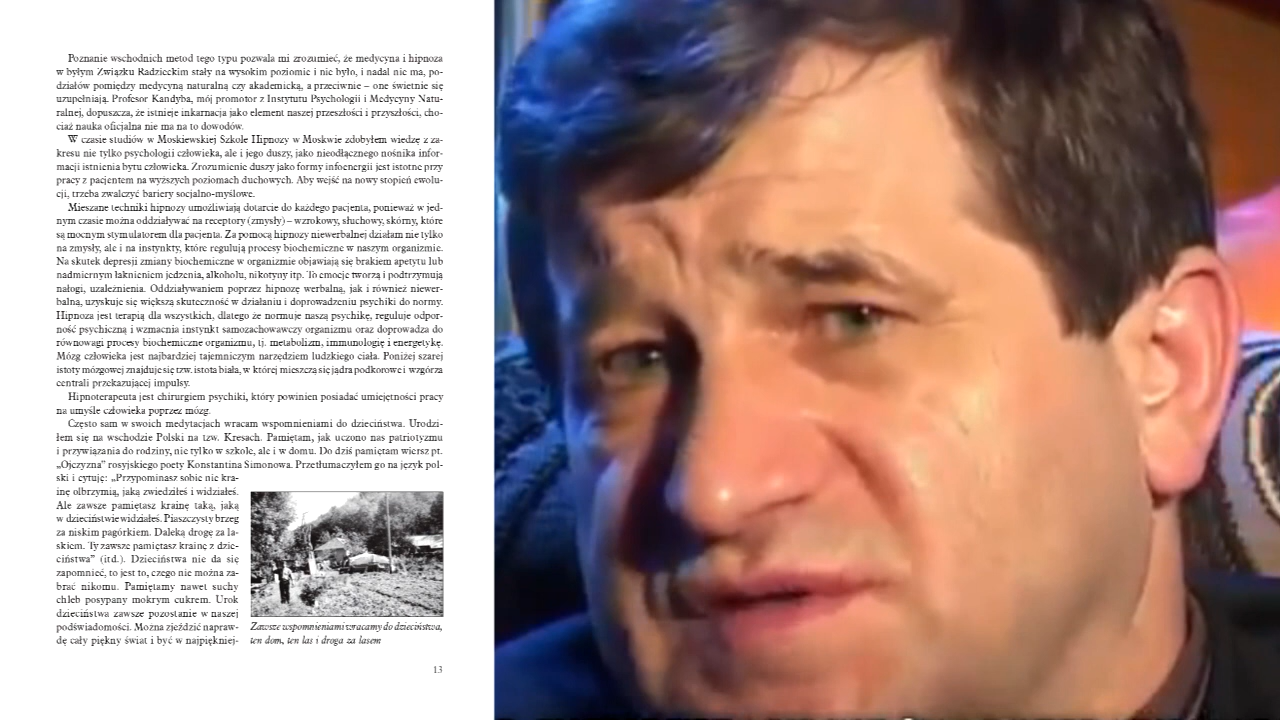 Poznanie wschodnich metod tego typu pozwala mi zrozumieć, że medycyna i hipnoza
w byłym Związku Radzieckim stały na wysokim poziomie i nie było, i nadal nie ma, po-
działów pomiędzy medycyną naturalną czy akademicką, a przeciwnie – one świetnie się
uzupełniają. Profesor Kandyba, mój promotor z Instytutu Psychologii i Medycyny Natu-
ralnej, dopuszcza, że istnieje inkarnacja jako element naszej przeszłości i przyszłości, cho-
ciaż nauka oficjalna nie ma na to dowodów.
W czasie studiów w Moskiewskiej Szkole Hipnozy w Moskwie zdobyłem wiedzę z za-
kresu nie tylko psychologii człowieka, ale i jego duszy, jako nieodłącznego nośnika infor-
macji istnienia bytu człowieka. Zrozumienie duszy jako formy infoenergii jest istotne przy
pracy z pacjentem na wyższych poziomach duchowych. Aby wejść na nowy stopień ewolu-
cji, trzeba zwalczyć bariery socjalno-myślowe.
Mieszane techniki hipnozy umożliwiają dotarcie do każdego pacjenta, ponieważ w jed-
nym czasie można oddziaływać na receptory (zmysły) – wzrokowy, słuchowy, skórny, które
są mocnym stymulatorem dla pacjenta. Za pomocą hipnozy niewerbalnej działam nie tylko
na zmysły, ale i na instynkty, które regulują procesy biochemiczne w naszym organizmie.
Na skutek depresji zmiany biochemiczne w organizmie objawiają się brakiem apetytu lub
nadmiernym łaknieniem jedzenia, alkoholu, nikotyny itp. To emocje tworzą i podtrzymują
nałogi, uzależnienia. Oddziaływaniem poprzez hipnozę werbalną, jak i również niewer-
balną, uzyskuje się większą skuteczność w działaniu i doprowadzeniu psychiki do normy.
Hipnoza jest terapią dla wszystkich, dlatego że normuje naszą psychikę, reguluje odpor-
ność psychiczną i wzmacnia instynkt samozachowawczy organizmu oraz doprowadza do
równowagi procesy biochemiczne organizmu, tj. metabolizm, immunologię i energetykę.
Mózg człowieka jest najbardziej tajemniczym narzędziem ludzkiego ciała. Poniżej szarej
istoty mózgowej znajduje się tzw. istota biała, w której mieszczą się jądra podkorowe i wzgórza
centrali przekazującej impulsy.
Hipnoterapeuta jest chirurgiem psychiki, który powinien posiadać umiejętności pracy
na umyśle człowieka poprzez mózg.
Często sam w swoich medytacjach wracam wspomnieniami do dzieciństwa. Urodzi-
łem się na wschodzie Polski na tzw. Kresach. Pamiętam, jak uczono nas patriotyzmu
i przywiązania do rodziny, nie tylko w szkole, ale i w domu. Do dziś pamiętam wiersz pt.
„Ojczyzna” rosyjskiego poety Konstantina Simonowa. Przetłumaczyłem go na język pol-
ski i cytuję: „Przypominasz sobie nie kra-
inę olbrzymią, jaką zwiedziłeś i widziałeś.
Ale zawsze pamiętasz krainę taką, jaką
w dzieciństwie widziałeś. Piaszczysty brzeg
za niskim pagórkiem. Daleką drogę za la-
skiem. Ty zawsze pamiętasz krainę z dzie-
ciństwa” (itd.). Dzieciństwa nie da się
zapomnieć, to jest to, czego nie można za-
brać nikomu. Pamiętamy nawet suchy
chleb posypany mokrym cukrem. Urok
dzieciństwa zawsze pozostanie w naszej
podświadomości. Można zjeździć napraw-
dę cały piękny świat i być w najpiękniej-
Zawsze wspomnieniami wracamy do dzieciństwa,
ten dom, ten las i droga za lasem
13